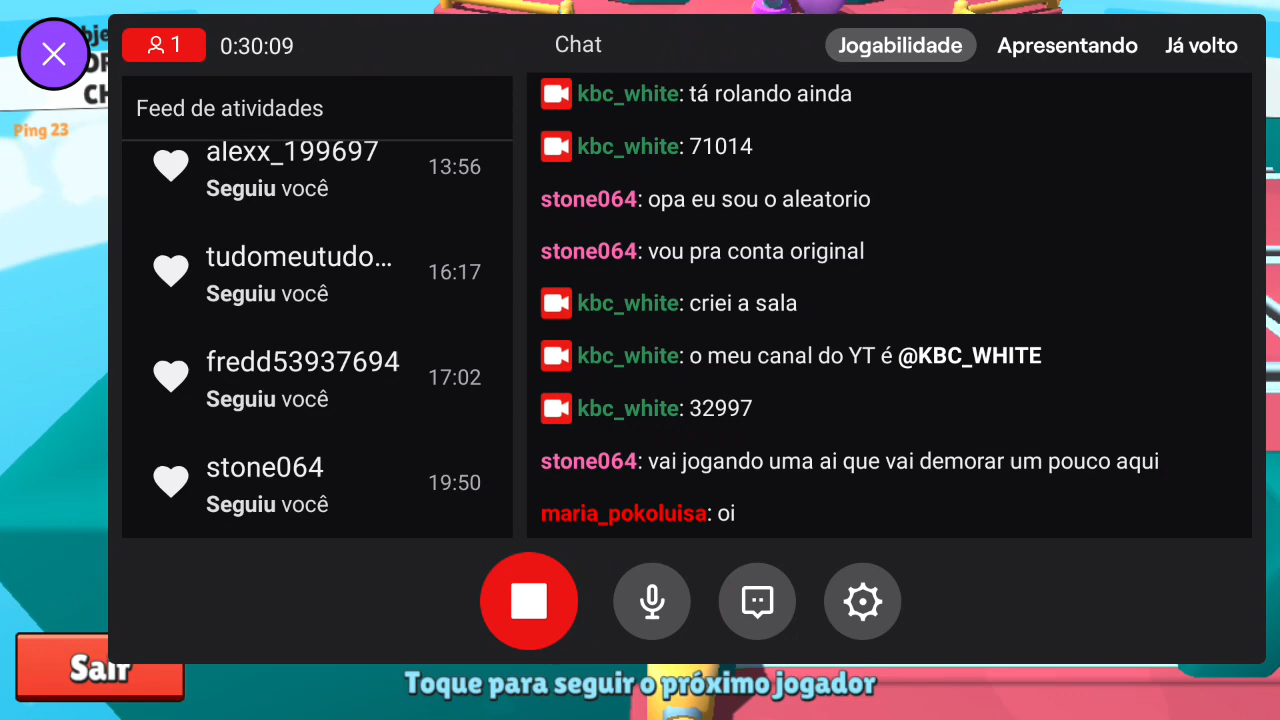 1
0:30:09
Chat
Jogabilidade
Apresentando
Já volto
Ping 23
Feed de atividades
alexx_199697
Seguiu você
13:56
tudomeutudo...
Seguiu você
16:17
fredd53937694
Seguiu você
17:02
stone064
Seguiu você
19:50
kbc_white: tá rolando ainda
kbc_white: 71014
stone064: opa eu sou o aleatorio
stone064: vou pra conta original
kbc_white: criei a sala
kbc_white: o meu canal do YT é @KBC_WHITE
kbc_white: 32997
stone064: vai jogando uma ai que vai demorar um pouco aqui
maria_pokoluisa: oi
Sair
Toque para seguir o próximo jogador